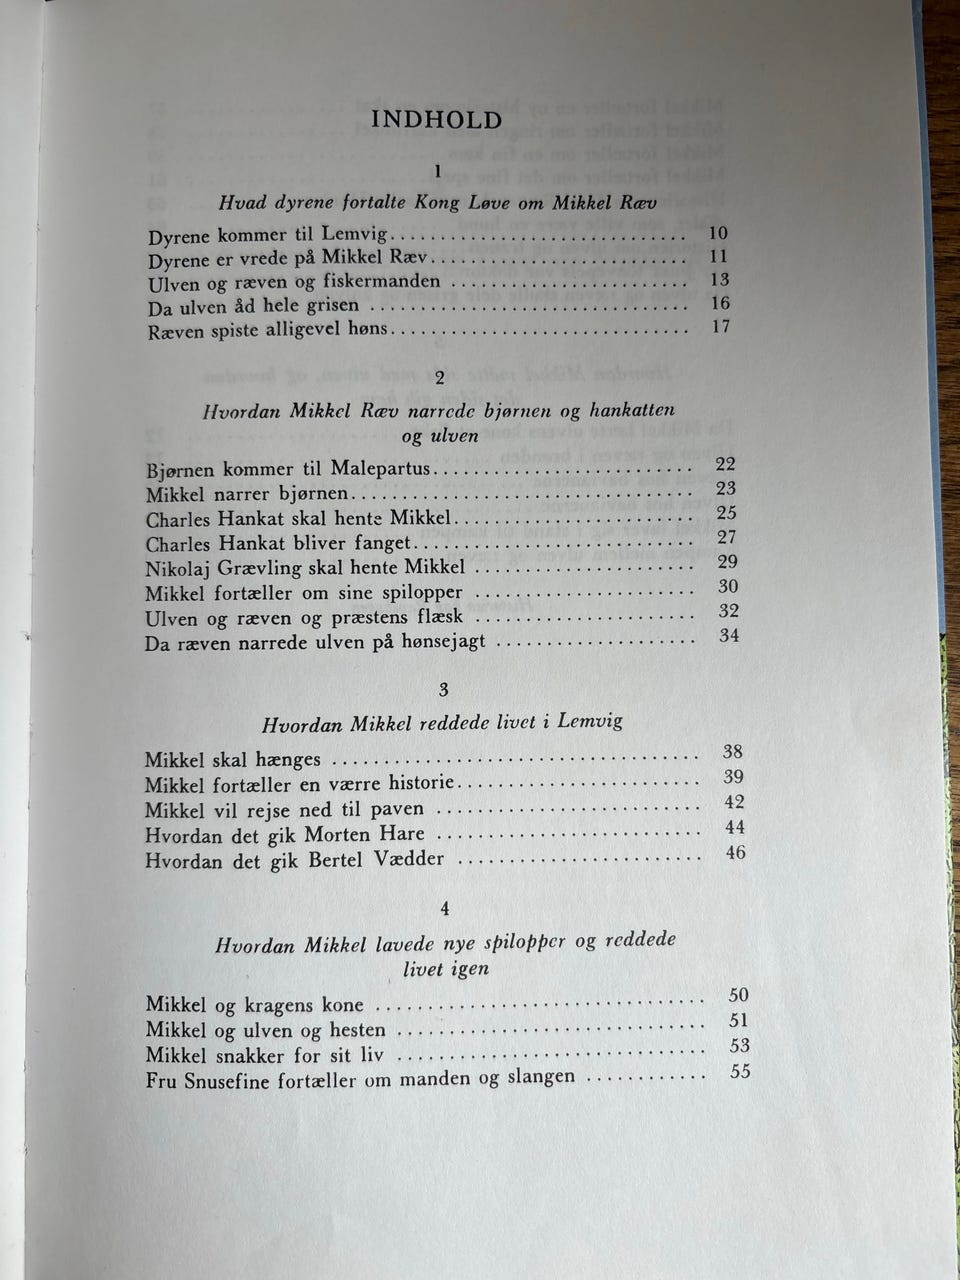 INDHOLD
1
Hvad dyrene fortalte Kong Løve om Mikkel Ræv
Dyrene kommer til Lemvig 10
Dyrene er vrede på Mikkel Ræv 11
Ulven og ræven og fiskermanden 13
Da ulven åd hele grisen 16
Ræven spiste alligevel høns 17
2
Hvordan Mikkel Ræv narrede bjørnen og hankatten
og ulven
Bjørnen kommer til Malepartus 22
Mikkel narrer bjørnen 23
Charles Hankat skal hente Mikkel 25
Charles Hankat bliver fanget 27
Nikolaj Grævling skal hente Mikkel 29
Mikkel fortæller om sine spilopper 30
Ulven og ræven og præstens flæsk 32
Da ræven narrede ulven på hønsejagt 34
3
Hvordan Mikkel reddede livet i Lemvig
Mikkel skal hænges 38
Mikkel fortæller en værre historie 39
Mikkel vil rejse ned til paven 42
Hvordan det gik Morten Hare 44
Hvordan det gik Bertel Vædder 46
4
Hvordan Mikkel lavede nye spilopper og reddede
livet igen
Mikkel og kragens kone 50
Mikkel og ulven og hesten 51
Mikkel snakker for sit liv 53
Fru Snusefine fortæller om manden og slangen 55